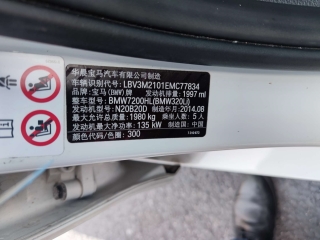 华晨宝马汽车有限公司制造
车辆识别代号: LBV3M2101EMC77834
品牌: 宝马(BMW)牌 发动机排量: 1997 ml
整车型号: BMW7200HL(BMW320Li)
发动机型号: N20B20D 制造年月: 2014.08
最大允许总质量: 1980 kg 乘坐人数: 5 人
发动机最大净功率: 135 kW 制造国: 中国
颜色代码/色圈: 300